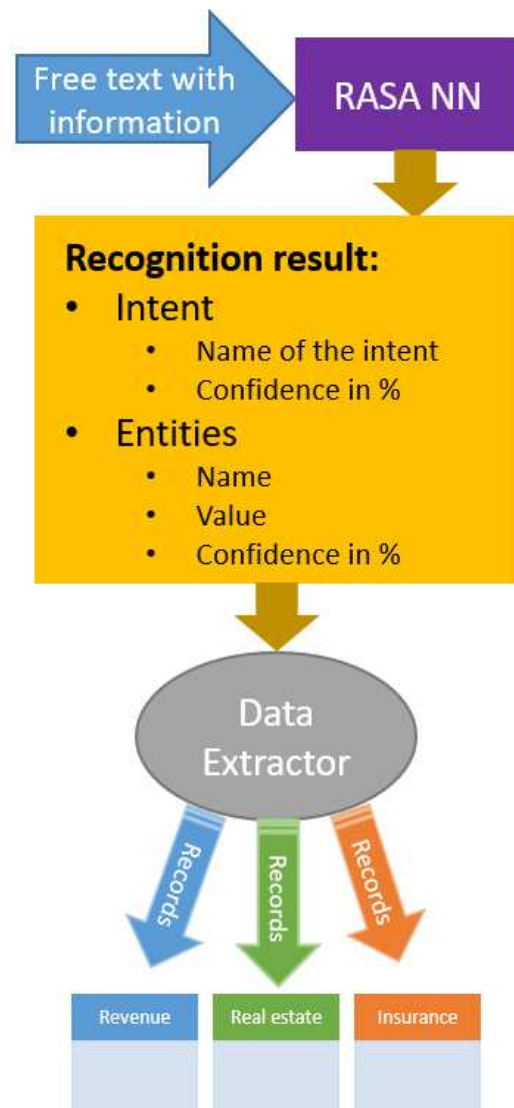 Free text with
information
RASA NN
Recognition result:
• Intent
• Name of the intent
• Confidence in %
• Entities
• Name
• Value
• Confidence in %
Data
Extractor
Records
Records
Records
Revenue
Real estate
Insurance